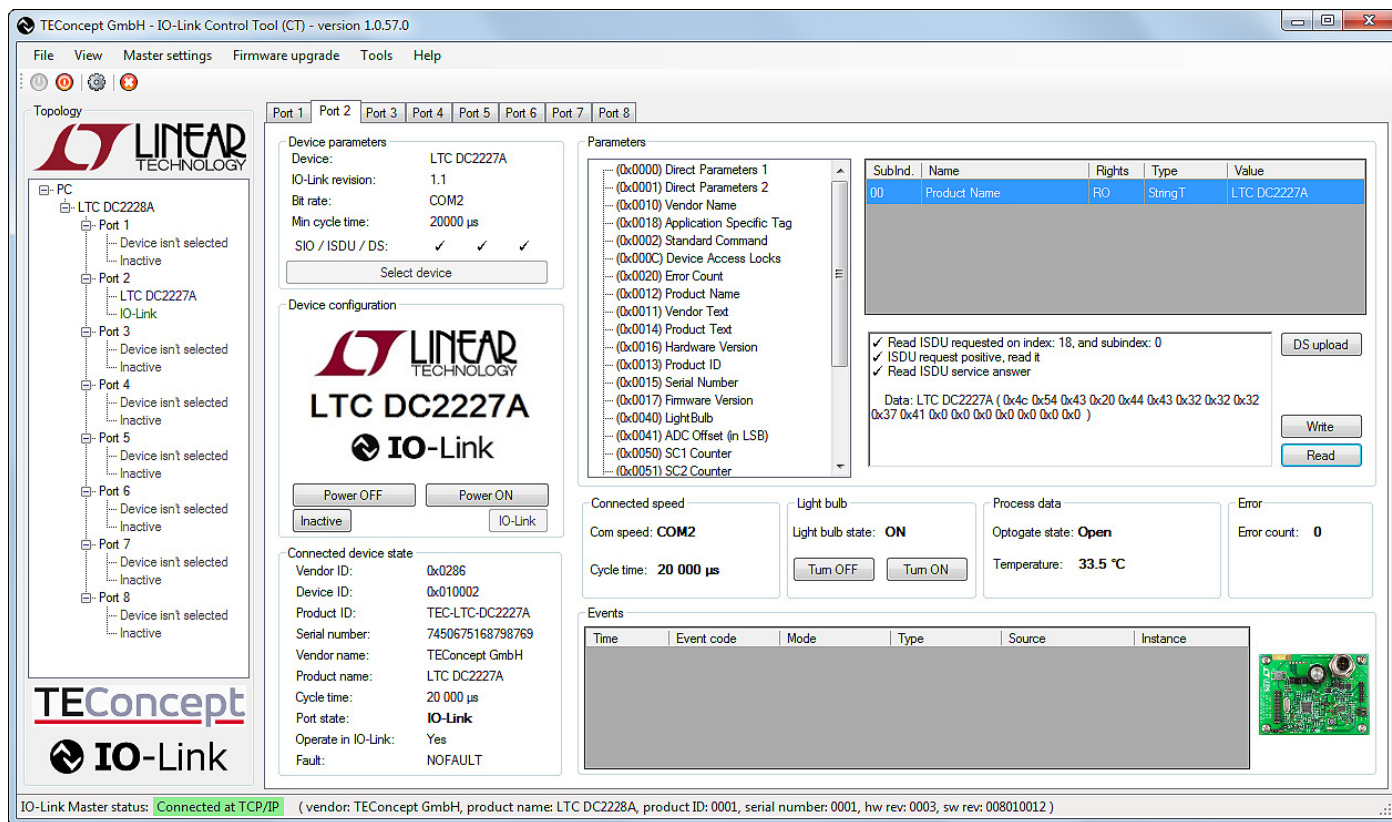 TEConcept GmbH - IO-Link Control Tool (CT) - version 1.0.57.0
File View Master settings Firmware upgrade Tools Help
Topology
LINEAR
TECHNOLOGY
PC
LTC DC2228A
Port 1
Device isn't selected
Inactive
Port 2
LTC DC2227A
IO-Link
Port 3
Device isn't selected
Inactive
Port 4
Device isn't selected
Inactive
Port 5
Device isn't selected
Inactive
Port 6
Device isn't selected
Inactive
Port 7
Device isn't selected
Inactive
Port 8
Device isn't selected
Inactive
TEConcept
IO-Link
Port 1 Port 2 Port 3 Port 4 Port 5 Port 6 Port 7 Port 8
Device parameters
Device: LTC DC2227A
IO-Link revision: 1.1
Bit rate: COM2
Min cycle time: 20000 µs
SIO / ISDU / DS: ✓ ✓ ✓
Select device
Device configuration
LINEAR
TECHNOLOGY
LTC DC2227A
IO-Link
Power OFF Power ON
Inactive IO-Link
Connected device state
Vendor ID: 0x0286
Device ID: 0x010002
Product ID: TEC-LTC-DC2227A
Serial number: 7450675168798769
Vendor name: TEConcept GmbH
Product name: LTC DC2227A
Cycle time: 20 000 µs
Port state: IO-Link
Operate in IO-Link: Yes
Fault: NOFAULT
Parameters
(0x0000) Direct Parameters 1
(0x0001) Direct Parameters 2
(0x0010) Vendor Name
(0x0018) Application Specific Tag
(0x0002) Standard Command
(0x000C) Device Access Locks
(0x0020) Error Count
(0x0012) Product Name
(0x0011) Vendor Text
(0x0014) Product Text
(0x0016) Hardware Version
(0x0013) Product ID
(0x0015) Serial Number
(0x0017) Firmware Version
(0x0040) LightBulb
(0x0041) ADC Offset (in LSB)
(0x0050) SC1 Counter
(0x0051) SC2 Counter
SubInd. Name Rights Type Value
00 Product Name RO StringT LTC DC2227A
✓ Read ISDU requested on index: 18, and subindex: 0
✓ ISDU request positive, read it
✓ Read ISDU service answer
Data: LTC DC2227A ( 0x4c 0x54 0x43 0x20 0x44 0x43 0x32 0x32 0x32
0x37 0x41 0x0 0x0 0x0 0x0 0x0 0x0 0x0 )
DS upload
Write
Read
Connected speed
Com speed: COM2
Cycle time: 20 000 µs
Light bulb
Light bulb state: ON
Turn OFF Turn ON
Process data
Optogate state: Open
Temperature: 33.5 °C
Error
Error count: 0
Events
Time Event code Mode Type Source Instance
IO-Link Master status: Connected at TCP/IP ( vendor: TEConcept GmbH, product name: LTC DC2228A, product ID: 0001, serial number: 0001, hw rev: 0003, sw rev: 008010012 )